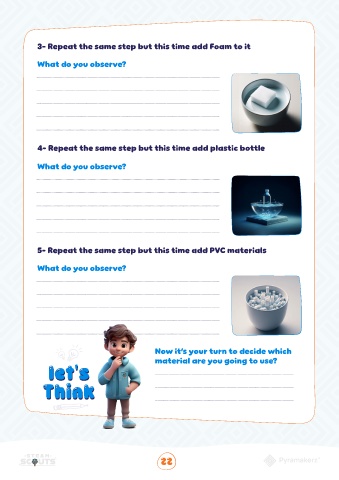 3- Repeat the same step but this time add Foam to it
What do you observe?
4- Repeat the same step but this time add plastic bottle
What do you observe?
5- Repeat the same step but this time add PVC materials
What do you observe?
let's
Think
Now it's your turn to decide which
material are you going to use?
OCEAN
SCOUTS
22
Pyramakerz